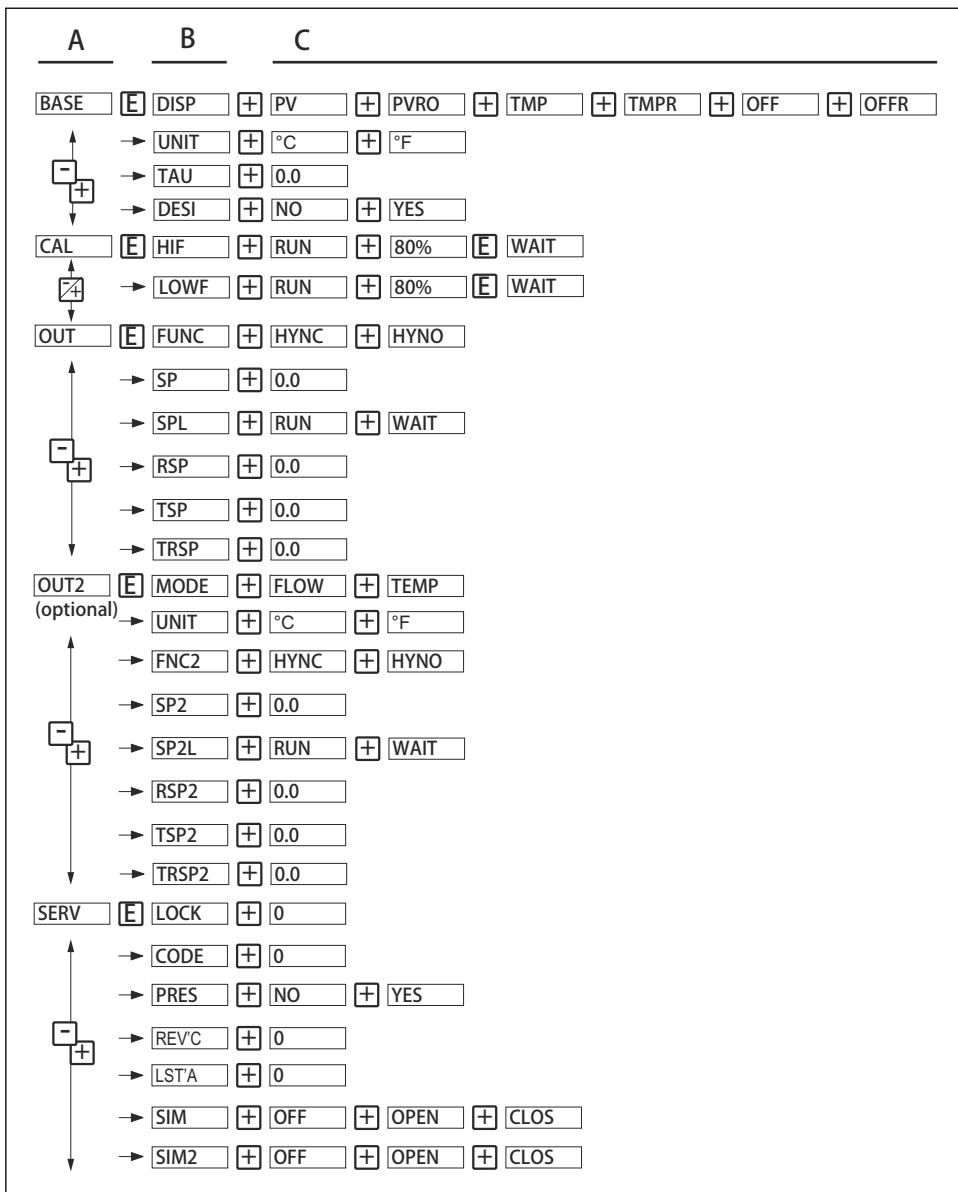 A B C
BASE E DISP + PV + PVRO + TMP + TMPR + OFF + OFFR
UNIT + °C + °F
- +
TAU + 0.0
DESI + NO + YES
CAL E HIF + RUN + 80% E WAIT
-/+ LOWF + RUN + 80% E WAIT
OUT E FUNC + HYNC + HYNO
SP + 0.0
SPL + RUN + WAIT
- +
RSP + 0.0
TSP + 0.0
TRSP + 0.0
OUT2 E MODE + FLOW + TEMP
(optional)
UNIT + °C + °F
FNC2 + HYNC + HYNO
SP2 + 0.0
- +
SP2L + RUN + WAIT
RSP2 + 0.0
TSP2 + 0.0
TRSP2 + 0.0
SERV E LOCK + 0
CODE + 0
PRES + NO + YES
- +
REV'C + 0
LST'A + 0
SIM + OFF + OPEN + CLOS
SIM2 + OFF + OPEN + CLOS